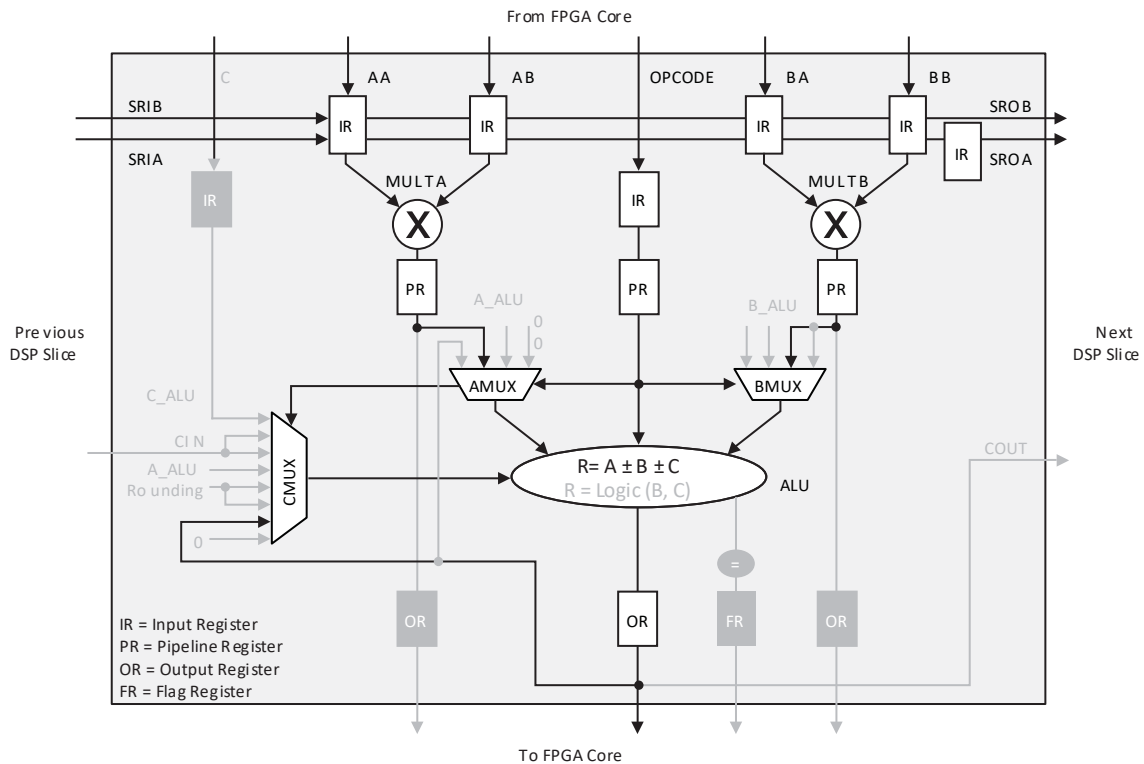 From FPGA Core
C
AA
AB
OPCODE
BA
BB
SRIB
SROB
IR
IR
IR
IR
SRIA
IR
SROA
MULTA
MULTB
IR
IR
X
X
PR
PR
PR
A_ALU
B_ALU
0
0
Previous
DSP Slice
Next
DSP Slice
AMUX
BMUX
C_ALU
CIN
A_ALU
Rounding
0
CMUX
R= A ± B ± C
R = Logic (B, C)
ALU
COUT
=
OR
OR
FR
OR
IR = Input Register
PR = Pipeline Register
OR = Output Register
FR = Flag Register
To FPGA Core